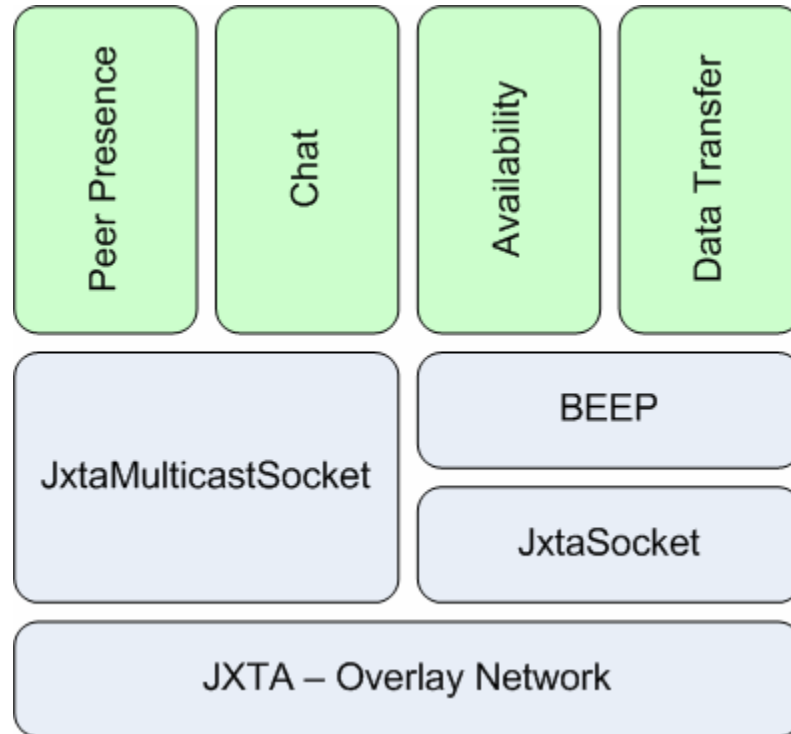 Peer Presence
Chat
Availability
Data Transfer
JxtaMulticastSocket
BEEP
JxtaSocket
JXTA – Overlay Network